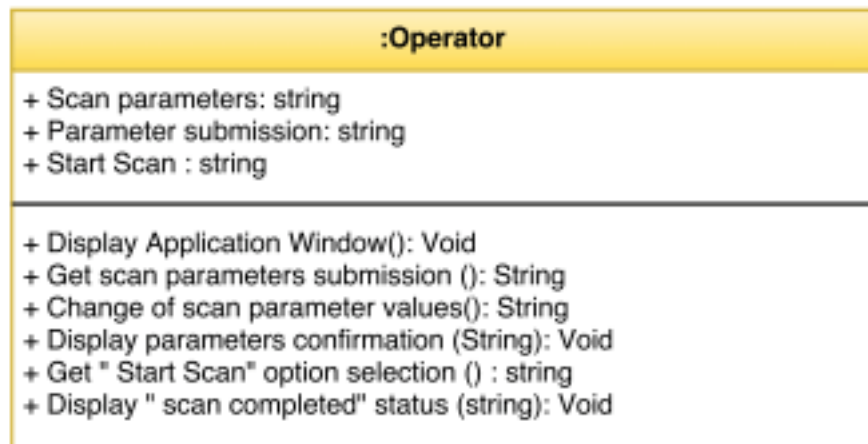 :Operator
+ Scan parameters: string
+ Parameter submission: string
+ Start Scan : string
+ Display Application Window(): Void
+ Get scan parameters submission (): String
+ Change of scan parameter values(): String
+ Display parameters confirmation (String): Void
+ Get " Start Scan" option selection () : string
+ Display " scan completed" status (string): Void